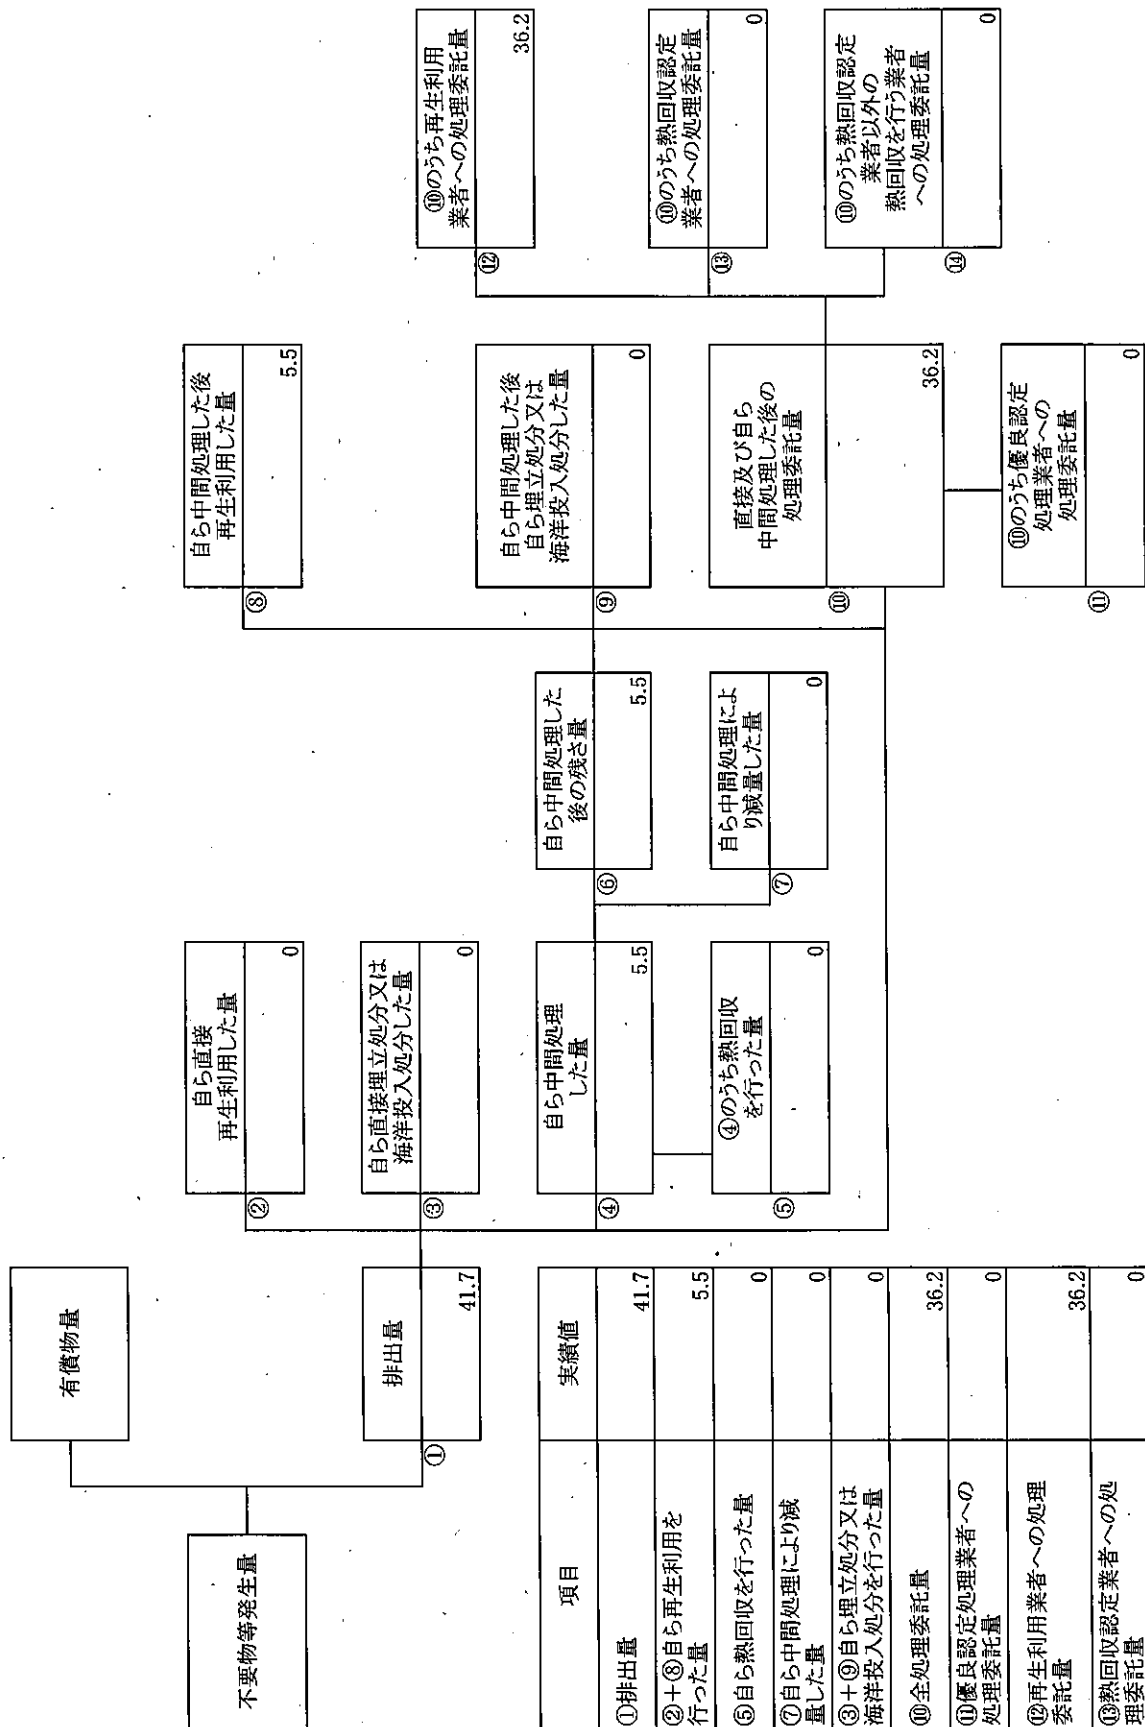 不要物等発生量
有償物量
①
排出量
41.7
②
自ら直接
再生利用した量
0
③
自ら直接埋立処分又は
海洋投入処分した量
0
④
自ら中間処理
した量
5.5
⑤
④のうち熱回収
を行った量
0
⑥
自ら中間処理した
後の残さ量
5.5
⑦
自ら中間処理によ
り減量した量
0
⑧
自ら中間処理した後
再生利用した量
5.5
⑨
自ら中間処理した後
自ら埋立処分又は
海洋投入処分した量
0
⑩
直接及び自ら
中間処理した後の
処理委託量
36.2
⑪
⑩のうち優良認定
処理業者への
処理委託量
0
⑫
⑩のうち再生利用
業者への処理委託量
36.2
⑬
⑩のうち熱回収認定
業者への処理委託量
0
⑭
⑩のうち熱回収認定
業者以外の
熱回収を行う業者
への処理委託量
0
項目
実績値
①排出量
41.7
②+⑧自ら再生利用を
行った量
5.5
⑤自ら熱回収を行った量
0
⑦自ら中間処理により減
量した量
0
③+⑨自ら埋立処分又は
海洋投入処分を行った量
0
⑩全処理委託量
36.2
⑪優良認定処理業者への
処理委託量
0
⑫再生利用業者への処理
委託量
36.2
⑬熱回収認定業者への処
理委託量
0